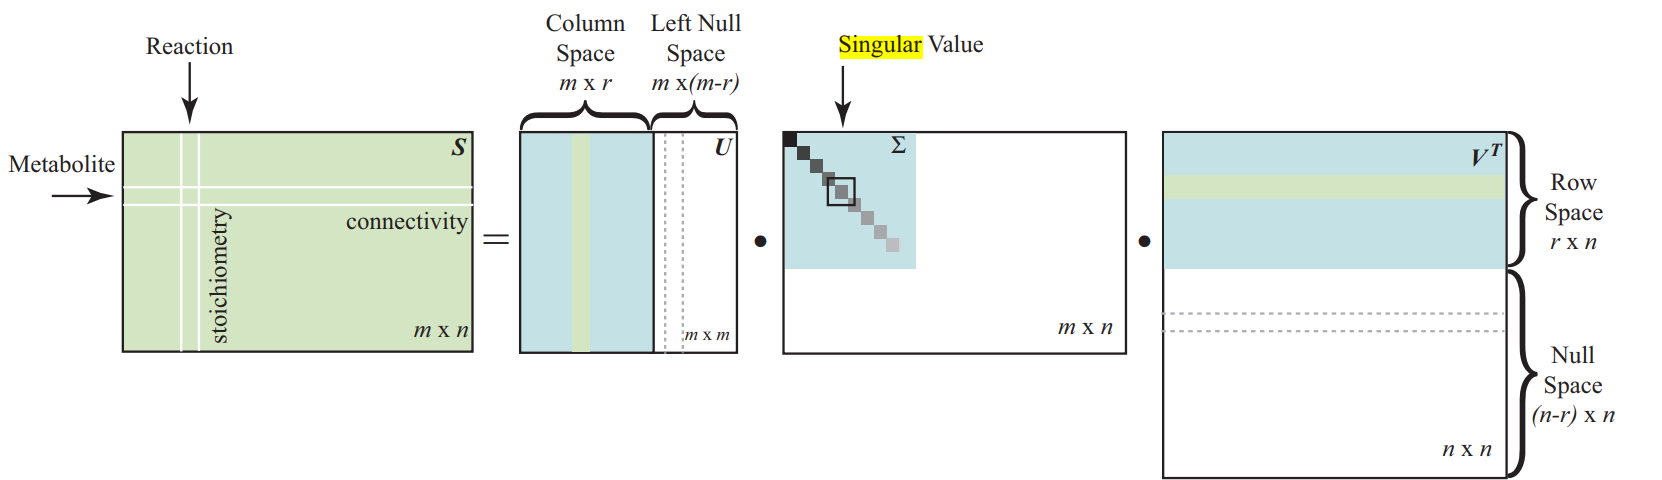 Reaction
Metabolite
S
connectivity
stoichiometry
m x n
=
Column
Space
m x r
Left Null
Space
m x(m-r)
U
m x m
•
Singular Value
Σ
m x n
•
V^T
n x n
Row
Space
r x n
Null
Space
(n-r) x n